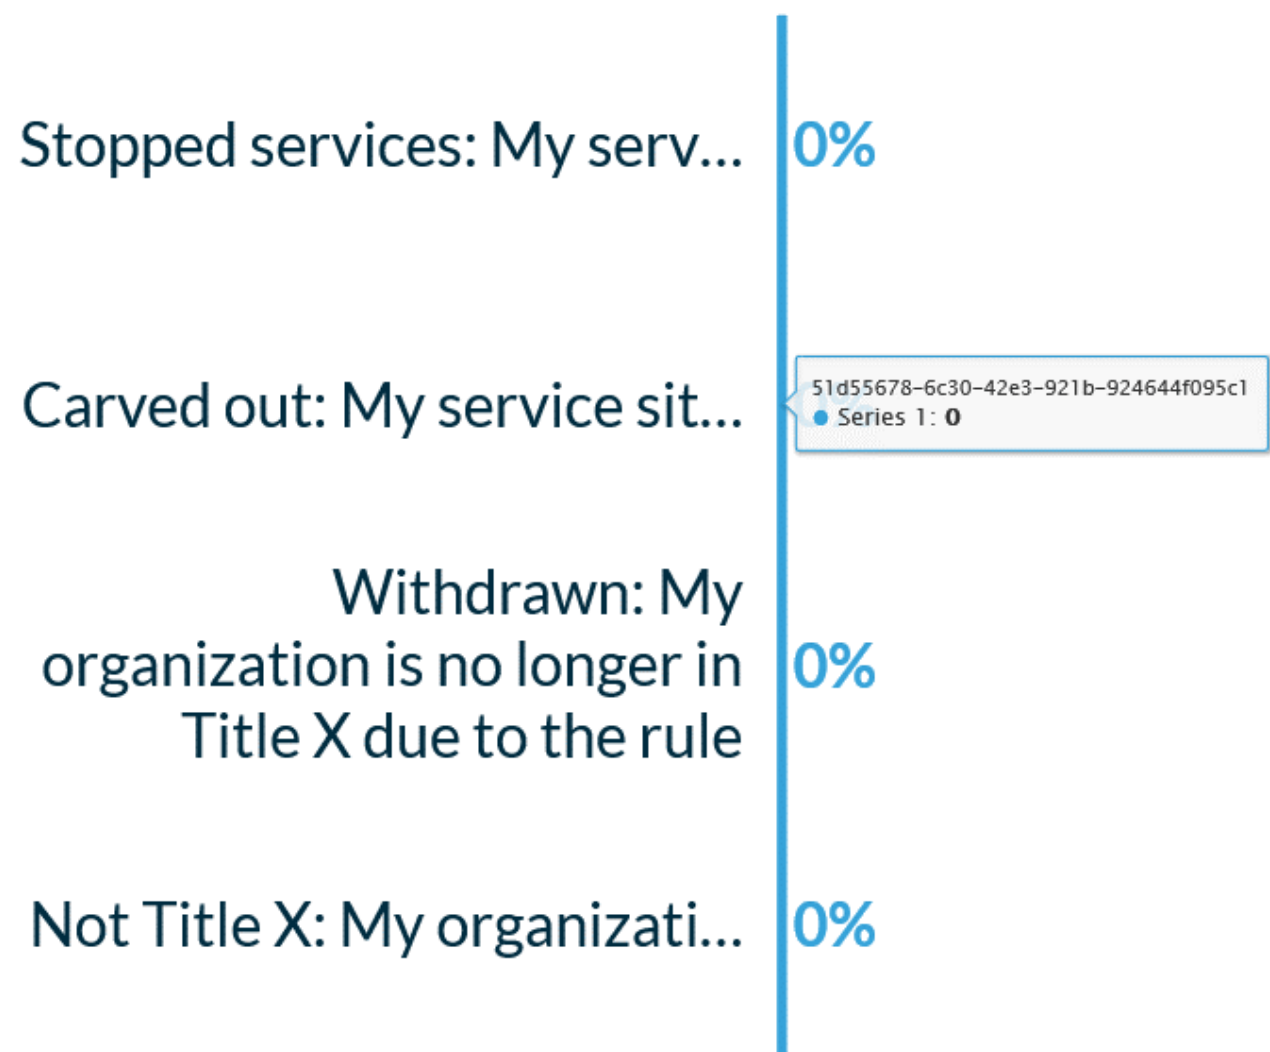 Stopped services: My serv...
0%
Carved out: My service sit...
0%
51d55678-6c30-42e3-921b-924644f095c1
Series 1: 0
Withdrawn: My
organization is no longer in
Title X due to the rule
0%
Not Title X: My organizati...
0%